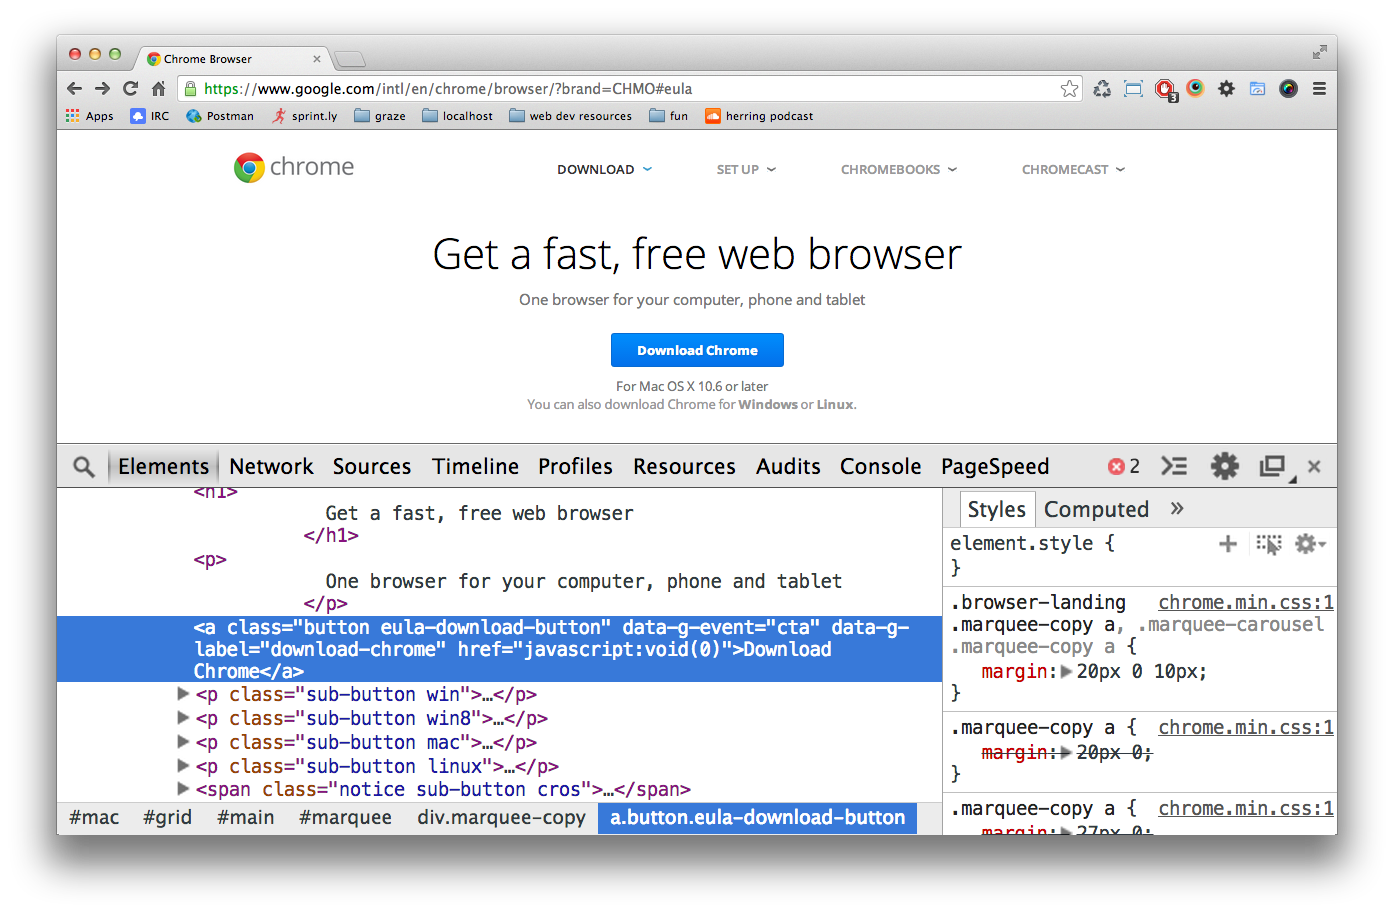 Chrome Browser
https://www.google.com/intl/en/chrome/browser/?brand=CHMO#eula
3
Apps IRC Postman sprint.ly graze localhost web dev resources fun herring podcast
chrome DOWNLOAD SET UP CHROMEBOOKS CHROMECAST
Get a fast, free web browser
One browser for your computer, phone and tablet
Download Chrome
For Mac OS X 10.6 or later
You can also download Chrome for Windows or Linux.
Elements Network Sources Timeline Profiles Resources Audits Console PageSpeed 2
<h1>
Get a fast, free web browser
</h1>
<p>
One browser for your computer, phone and tablet
</p>
<a class="button eula-download-button" data-g-event="cta" data-g-
label="download-chrome" href="javascript:void(0)">Download
Chrome</a>
<p class="sub-button win">…</p>
<p class="sub-button win8">…</p>
<p class="sub-button mac">…</p>
<p class="sub-button linux">…</p>
<span class="notice sub-button cros">…</span>
#mac #grid #main #marquee div.marquee-copy a.button.eula-download-button
Styles Computed »
element.style {
}
.browser-landing chrome.min.css:1
.marquee-copy a, .marquee-carousel
.marquee-copy a {
margin: 20px 0 10px;
}
.marquee-copy a { chrome.min.css:1
margin: 20px 0;
}
.marquee-copy a { chrome.min.css:1
margin: 27px 0;